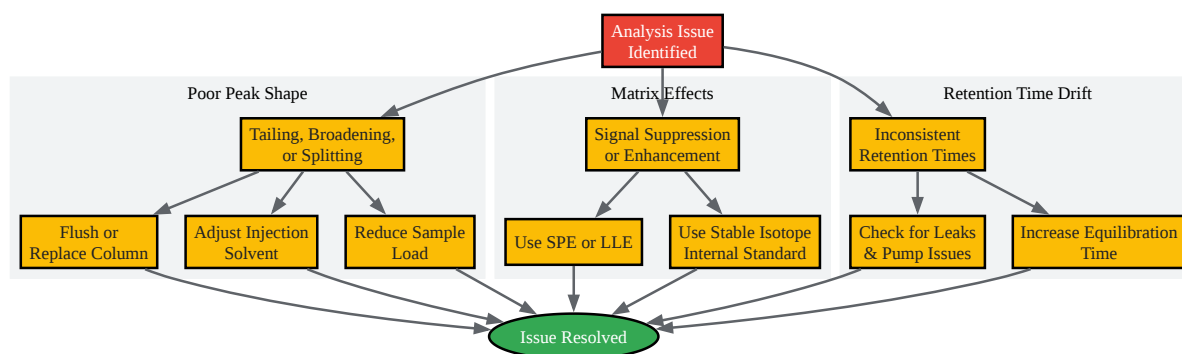 Analysis Issue
Identified
Poor Peak Shape
Matrix Effects
Retention Time Drift
Tailing, Broadening,
or Splitting
Signal Suppression
or Enhancement
Inconsistent
Retention Times
Flush or
Replace Column
Adjust Injection
Solvent
Reduce Sample
Load
Use SPE or LLE
Use Stable Isotope
Internal Standard
Check for Leaks
& Pump Issues
Increase Equilibration
Time
Issue Resolved